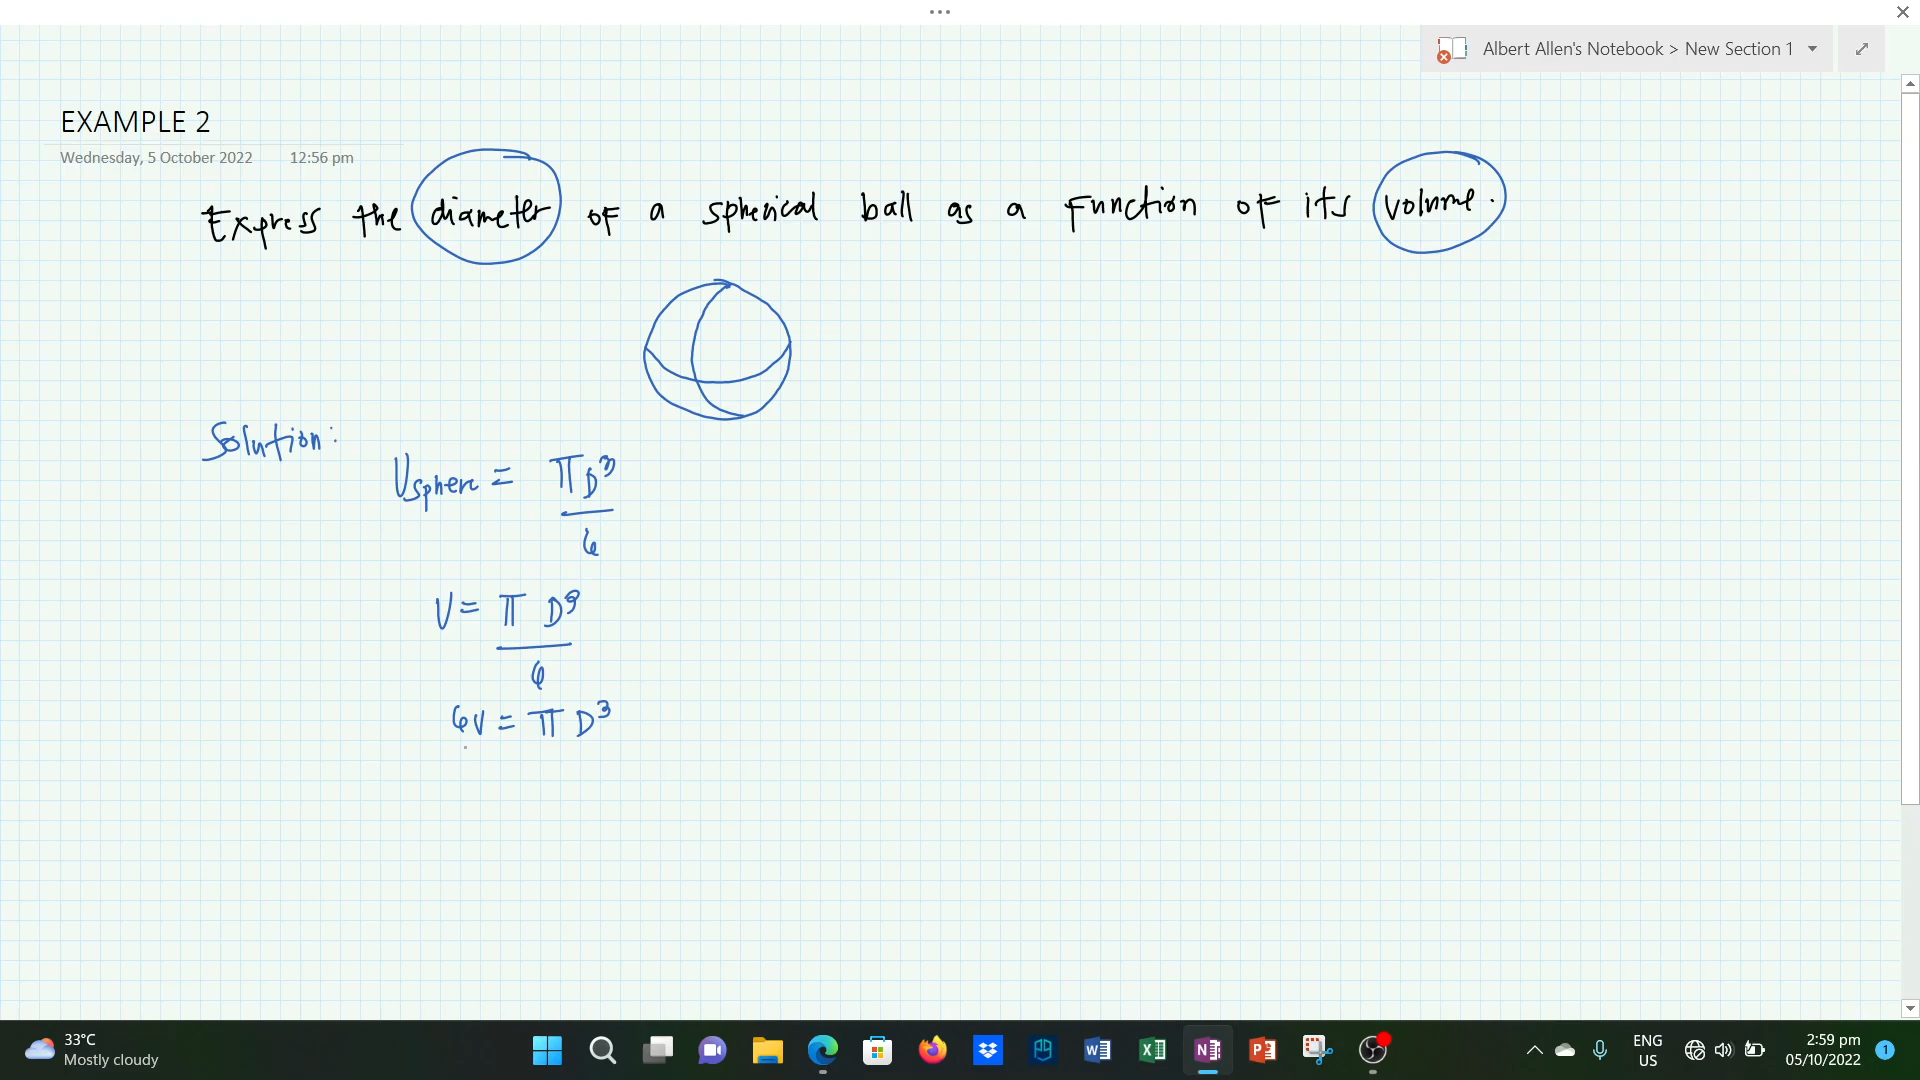 Albert Allen's Notebook > New Section 1
EXAMPLE 2
Wednesday, 5 October 2022 12:56 pm
Express the diameter of a spherical ball as a function of its volume.
Solution:
Vsphere = πD³
6
V = π D³
6
6V = π D³
33°C
Mostly cloudy
ENG
US
2:59 pm
05/10/2022
1